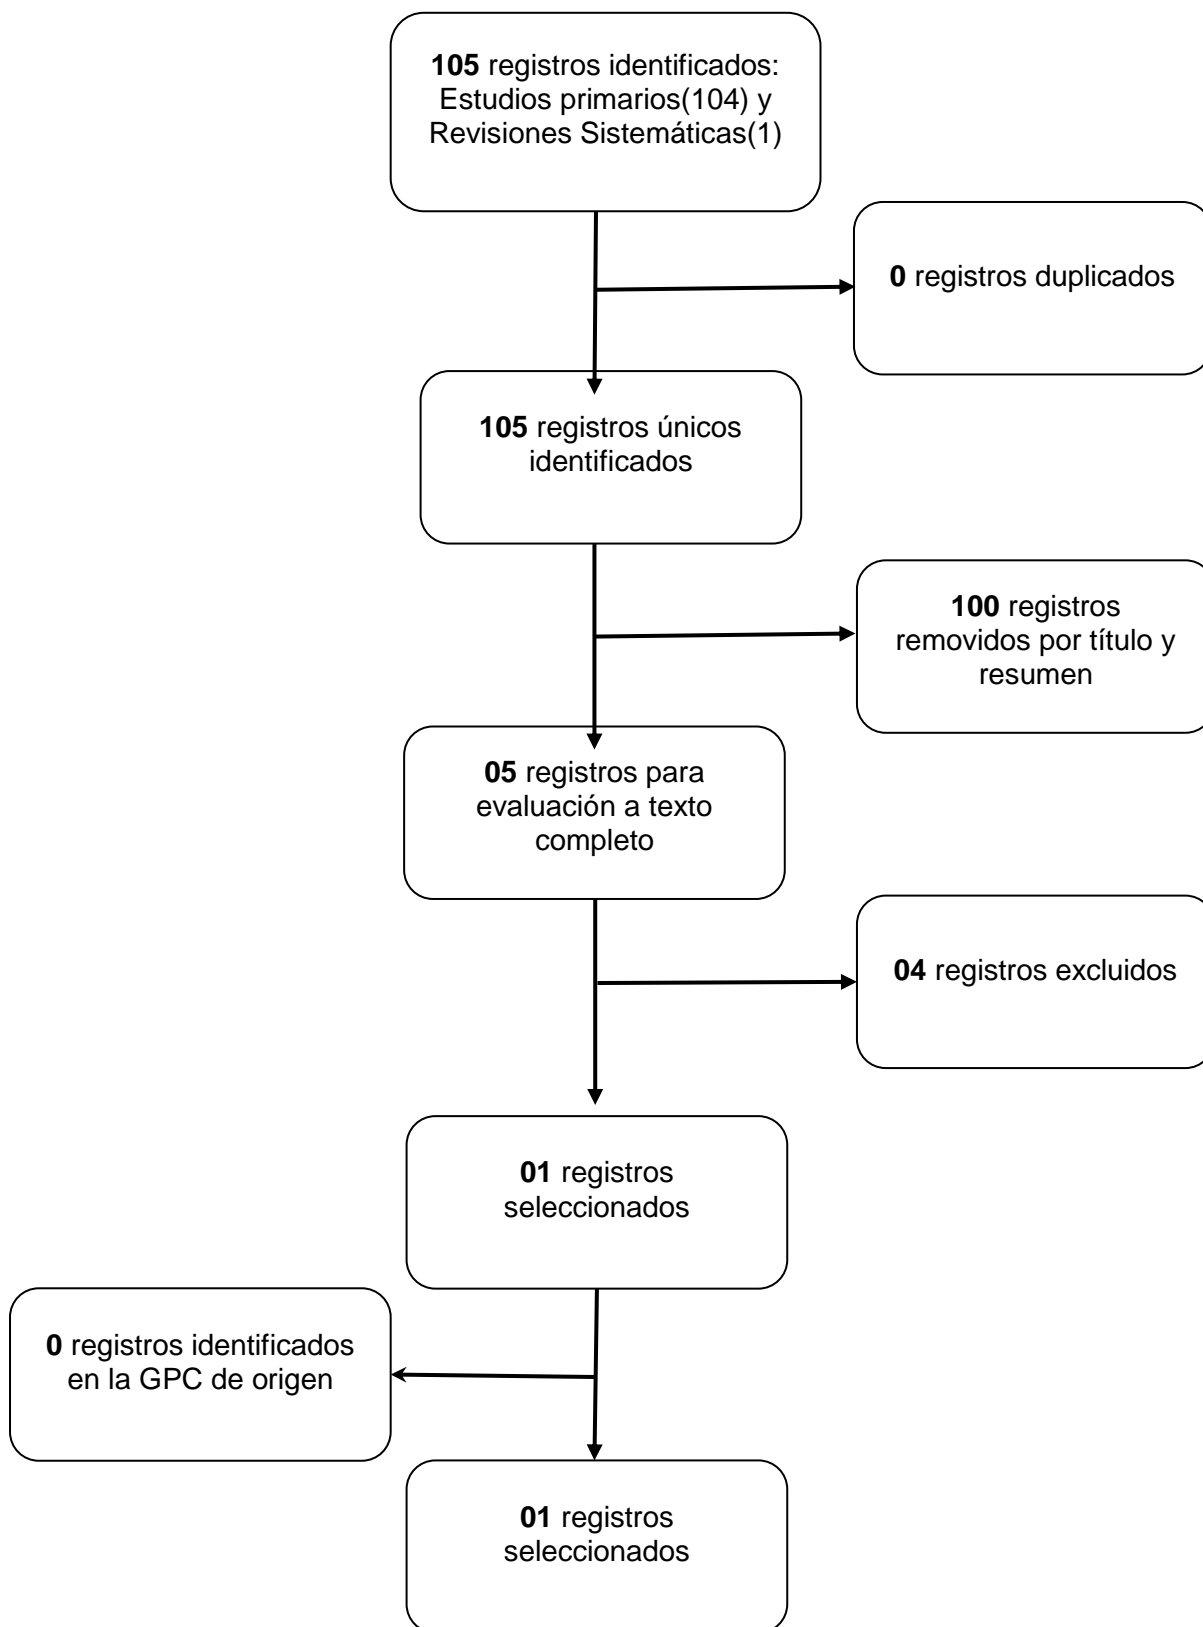 105 registros identificados:
Estudios primarios(104) y
Revisiones Sistemáticas(1)
0 registros duplicados
105 registros únicos
identificados
100 registros
removidos por título y
resumen
05 registros para
evaluación a texto
completo
04 registros excluidos
01 registros
seleccionados
0 registros identificados
en la GPC de origen
01 registros
seleccionados